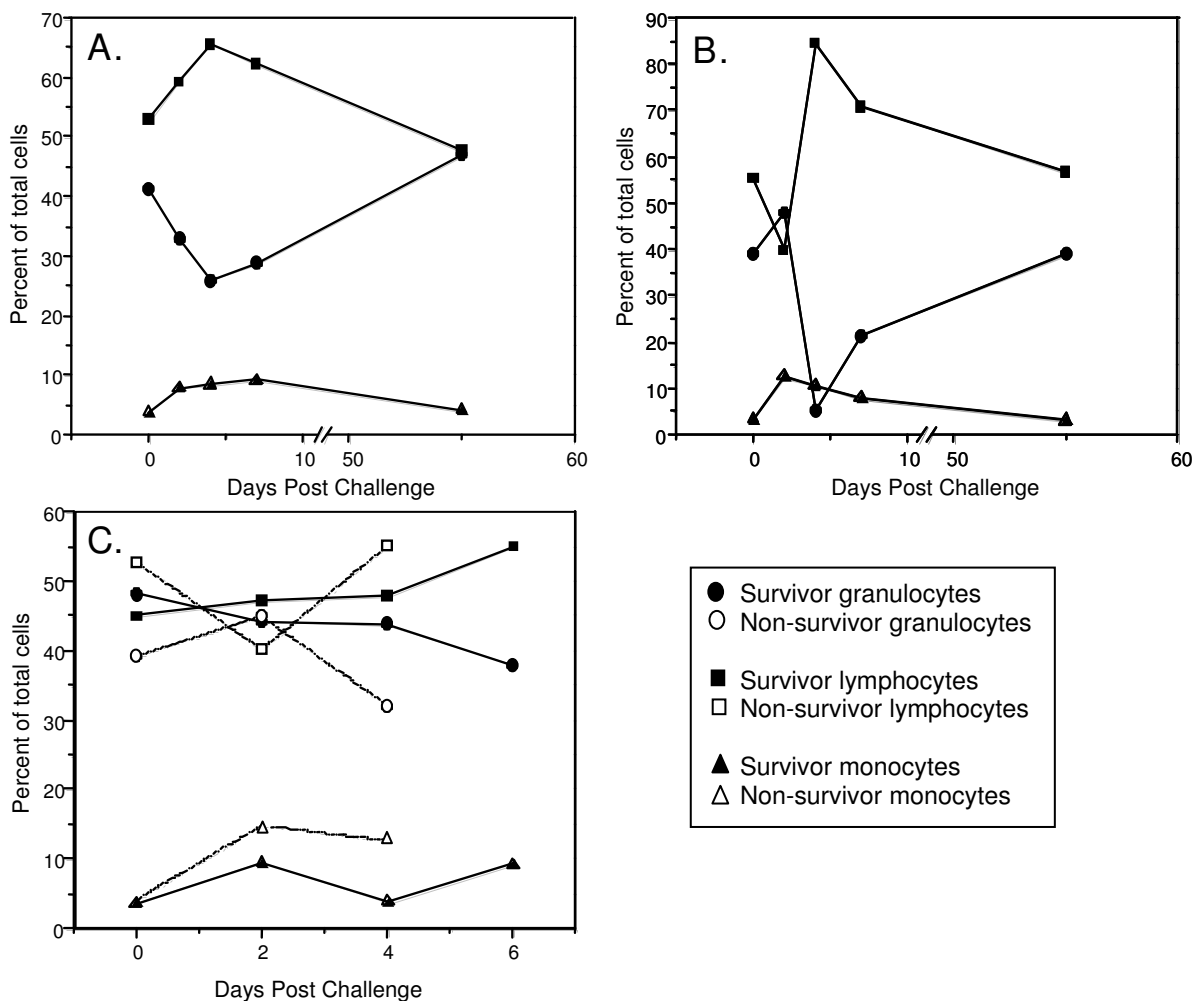 A.
70
60
50
40
30
20
10
0
Percent of total cells
0 10 50 60
Days Post Challenge
B.
90
80
70
60
50
40
30
20
10
0
Percent of total cells
0 10 50 60
Days Post Challenge
C.
60
50
40
30
20
10
0
Percent of total cells
0 2 4 6
Days Post Challenge
Survivor granulocytes
Non-survivor granulocytes
Survivor lymphocytes
Non-survivor lymphocytes
Survivor monocytes
Non-survivor monocytes